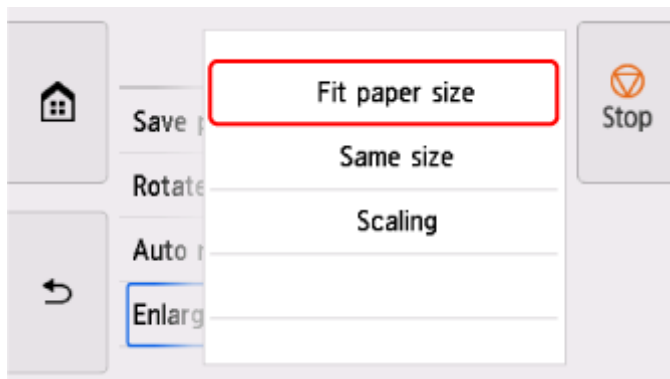 Fit paper size
Stop
Save
Same size
Rotate
Scaling
Auto
Enlarg